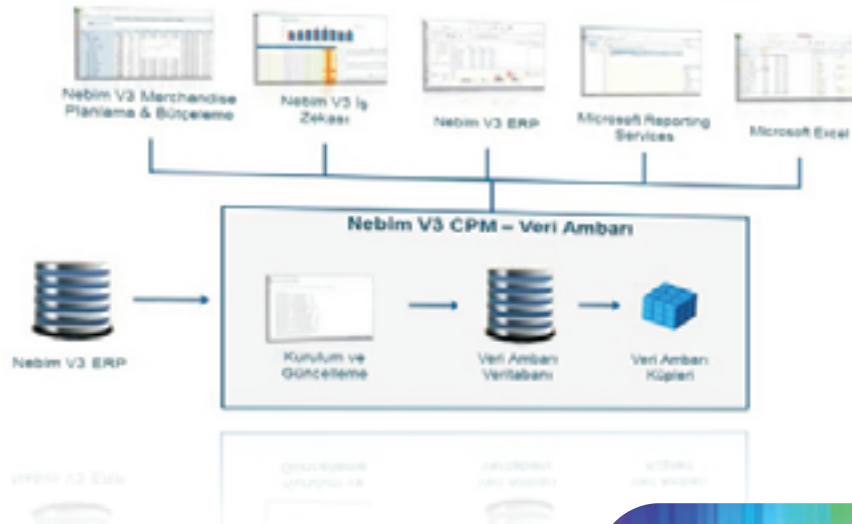 Nebim V3 Merchandise
Planlama & Bütçeleme
Nebim V3 İş
Zekası
Nebim V3 ERP
Microsoft Reporting
Services
Microsoft Excel
Nebim V3 CPM – Veri Ambarı
Nebim V3 ERP
Kurulum ve
Güncelleme
Veri Ambarı
Veritabanı
Veri Ambarı
Küpleri